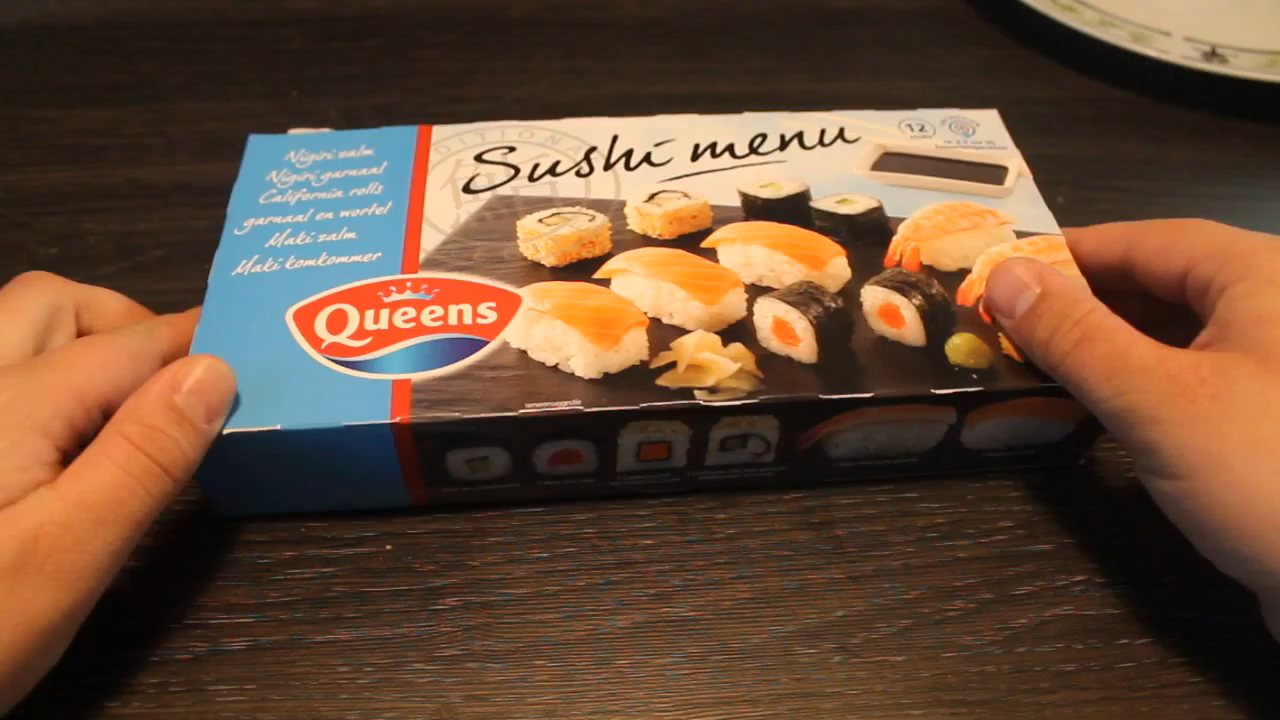 Nigiri zalm
Nigiri garnaal
California rolls
garnaal en wortel
Maki zalm
Maki komkommer
Queens
Sushi menu
12